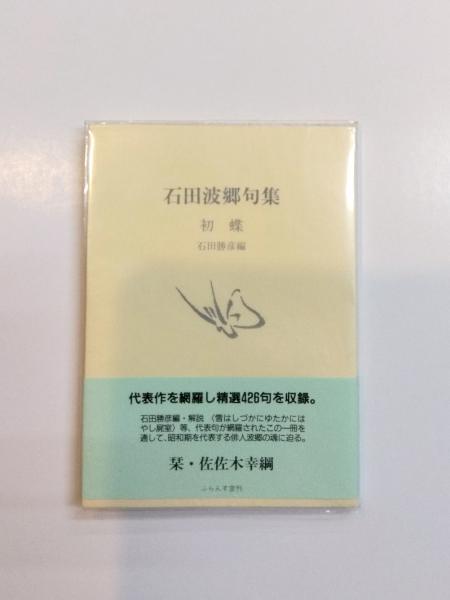 石田波郷句集
初 蝶
石田勝彦編
代表作を網羅し精選426句を収録。
石田勝彦編・解説 〈雪はしづかにゆたかには
やし屍室〉等、代表句が網羅されたこの一冊を
通して、昭和期を代表する俳人波郷の魂に迫る。
栞・佐佐木幸綱
ふらんす堂刊